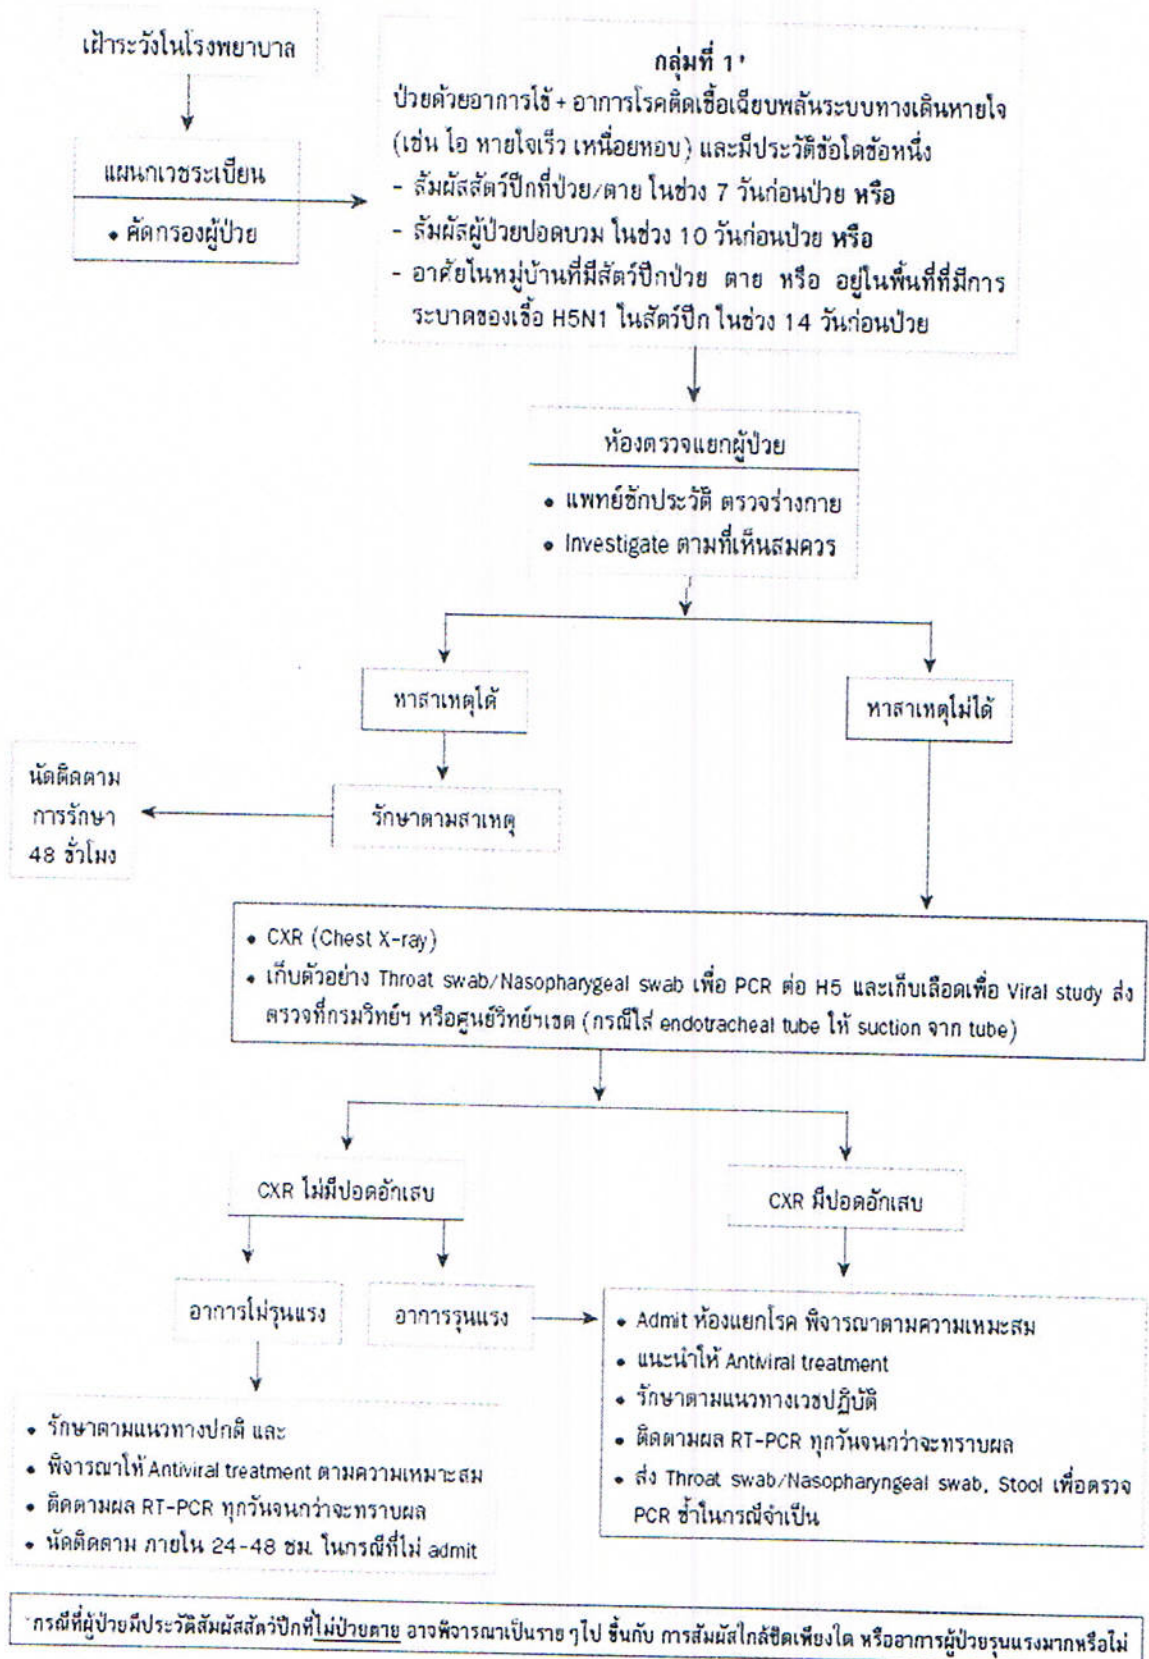 เฝ้าระวังในโรงพยาบาล
แผนกเวชระเบียน
• คัดกรองผู้ป่วย
กลุ่มที่ 1*
ป่วยด้วยอาการไข้ + อาการโรคติดเชื้อเฉียบพลันระบบทางเดินหายใจ
(เช่น ไอ หายใจเร็ว เหนื่อยหอบ) และมีประวัติข้อใดข้อหนึ่ง
- สัมผัสสัตว์ปีกที่ป่วย/ตาย ในช่วง 7 วันก่อนป่วย หรือ
- สัมผัสผู้ป่วยปอดบวม ในช่วง 10 วันก่อนป่วย หรือ
- อาศัยในหมู่บ้านที่มีสัตว์ปีกป่วย ตาย หรือ อยู่ในพื้นที่ที่มีการ
ระบาดของเชื้อ H5N1 ในสัตว์ปีก ในช่วง 14 วันก่อนป่วย
ห้องตรวจแยกผู้ป่วย
• แพทย์ซักประวัติ ตรวจร่างกาย
• Investigate ตามที่เห็นสมควร
หาสาเหตุได้
หาสาเหตุไม่ได้
รักษาตามสาเหตุ
นัดติดตาม
การรักษา
48 ชั่วโมง
• CXR (Chest X-ray)
• เก็บตัวอย่าง Throat swab/Nasopharygeal swab เพื่อ PCR ต่อ H5 และเก็บเลือดเพื่อ Viral study ส่ง
ตรวจที่กรมวิทย์ฯ หรือศูนย์วิทย์ฯเขต (กรณีใส่ endotracheal tube ให้ suction จาก tube)
CXR ไม่มีปอดอักเสบ
CXR มีปอดอักเสบ
อาการไม่รุนแรง
อาการรุนแรง
• Admit ห้องแยกโรค พิจารณาตามความเหมะสม
• แนะนำให้ Antiviral treatment
• รักษาตามแนวทางเวชปฏิบัติ
• ติดตามผล RT-PCR ทุกวันจนกว่าจะทราบผล
• ส่ง Throat swab/Nasopharyngeal swab, Stool เพื่อตรวจ
PCR ซ้ำในกรณีจำเป็น
• รักษาตามแนวทางปกติ และ
• พิจารณาให้ Antiviral treatment ตามความเหมะสม
• ติดตามผล RT-PCR ทุกวันจนกว่าจะทราบผล
• นัดติดตาม ภายใน 24-48 ชม. ในกรณีที่ไม่ admit
*กรณีที่ผู้ป่วยมีประวัติสัมผัสสัตว์ปีกที่ไม่ป่วยตาย อาจพิจารณาเป็นราย ๆ ไป ขึ้นกับ การสัมผัสใกล้ชิดเพียงใด หรืออาการผู้ป่วยรุนแรงมากหรือไม่